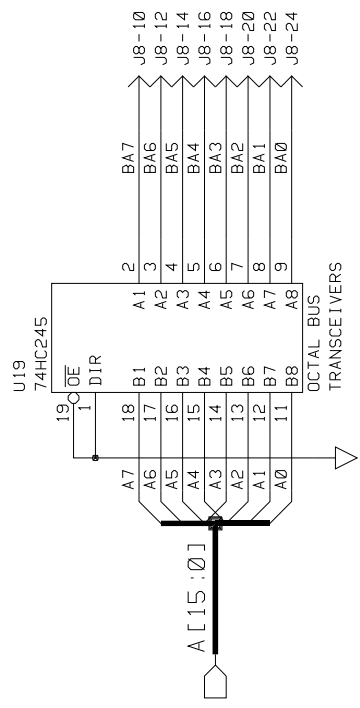 U19
74HC245
19 OE
1 DIR
A7 18 B1 A1 2 BA7 J8-10
A6 17 B2 A2 3 BA6 J8-12
A5 16 B3 A3 4 BA5 J8-14
A4 15 B4 A4 5 BA4 J8-16
A3 14 B5 A5 6 BA3 J8-18
A2 13 B6 A6 7 BA2 J8-20
A1 12 B7 A7 8 BA1 J8-22
A0 11 B8 A8 9 BA0 J8-24
OCTAL BUS
TRANSCEIVERS
A[15:0]